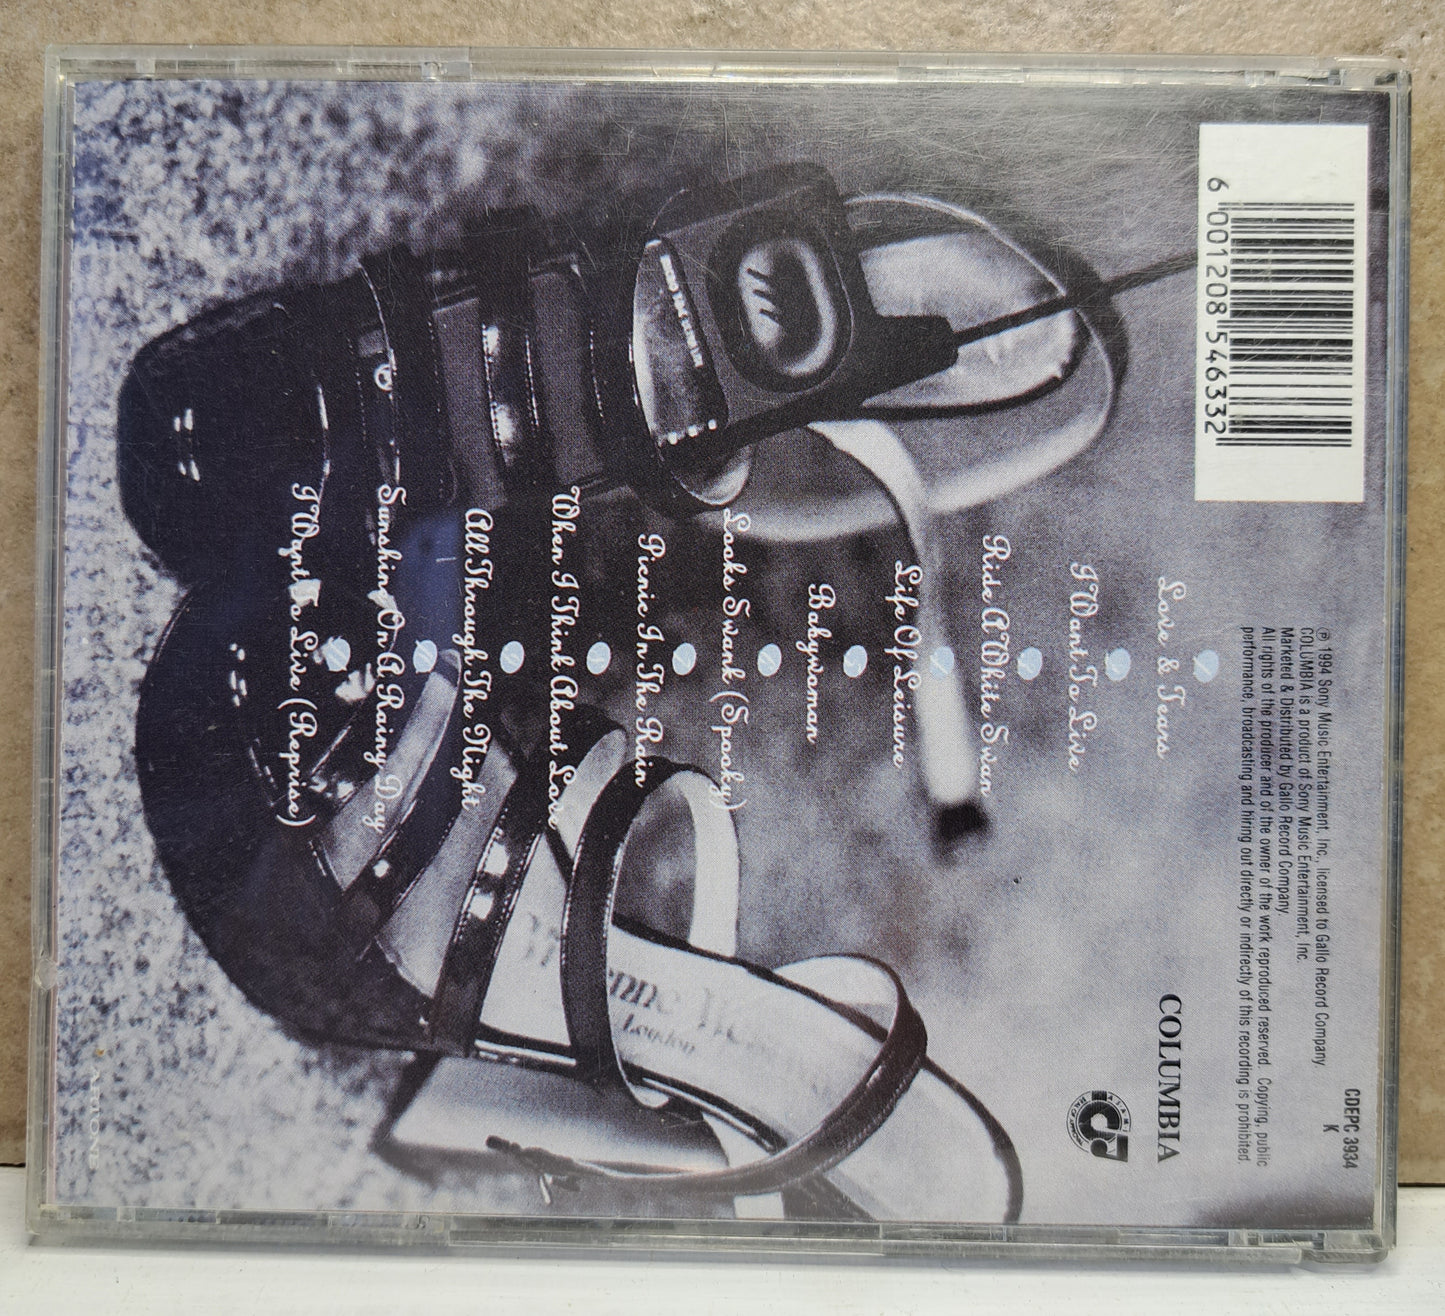 CDEPC 3934
K
℗ 1994 Sony Music Entertainment, Inc., licensed to Gallo Record Company
COLUMBIA is a product of Sony Music Entertainment, Inc.
Marketed & Distributed by Gallo Record Company
All rights of the producer and of the owner of the work reproduced reserved. Copying, public
performance, broadcasting and hiring out directly or indirectly of this recording is prohibited.
6 001208 546332
COLUMBIA
Love & Tears
I Want To Live
Ride A White Swan
Life Of Leisure
Babywoman
Looks Swank (Spooky)
Picnic In The Rain
When I Think About Love
All Through The Night
Sunshine On A Rainy Day
I Want To Live (Reprise)
London
ARTONE